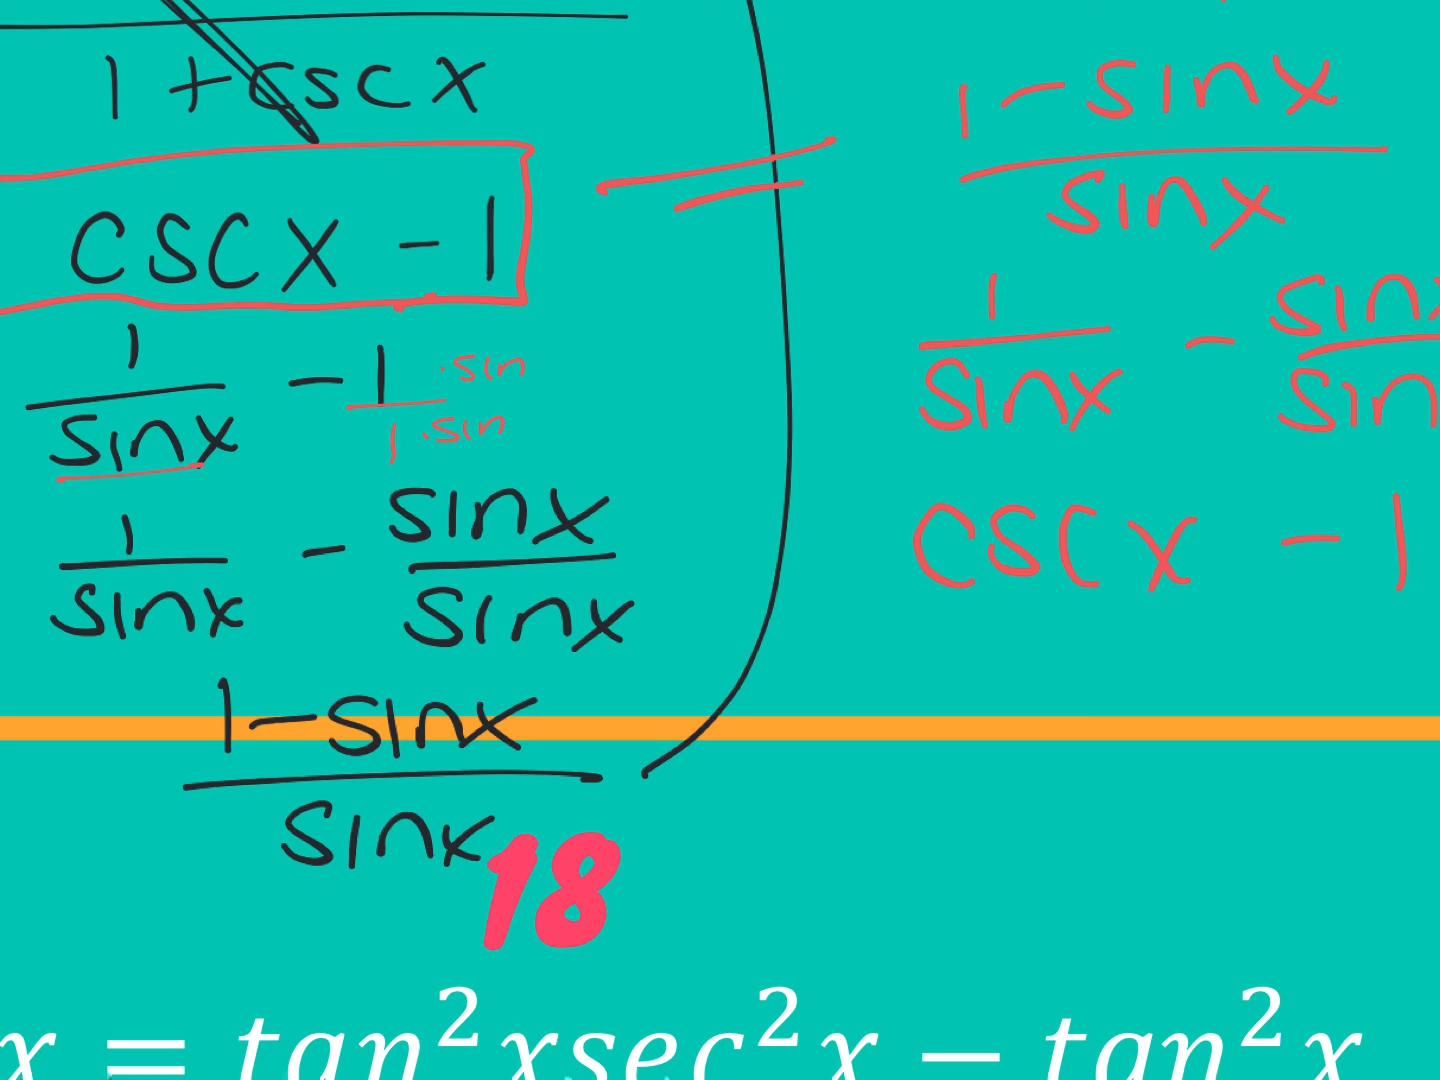 1 + cscx
cscx - 1
1/sinx - 1/1 ·sin ·sin
1/sinx - sinx/sinx
1-sinx/sinx
=
1-sinx/sinx
1/sinx - sinx/sin
cscx - 1
18
x ≡ tan²xsec²x − tan²x